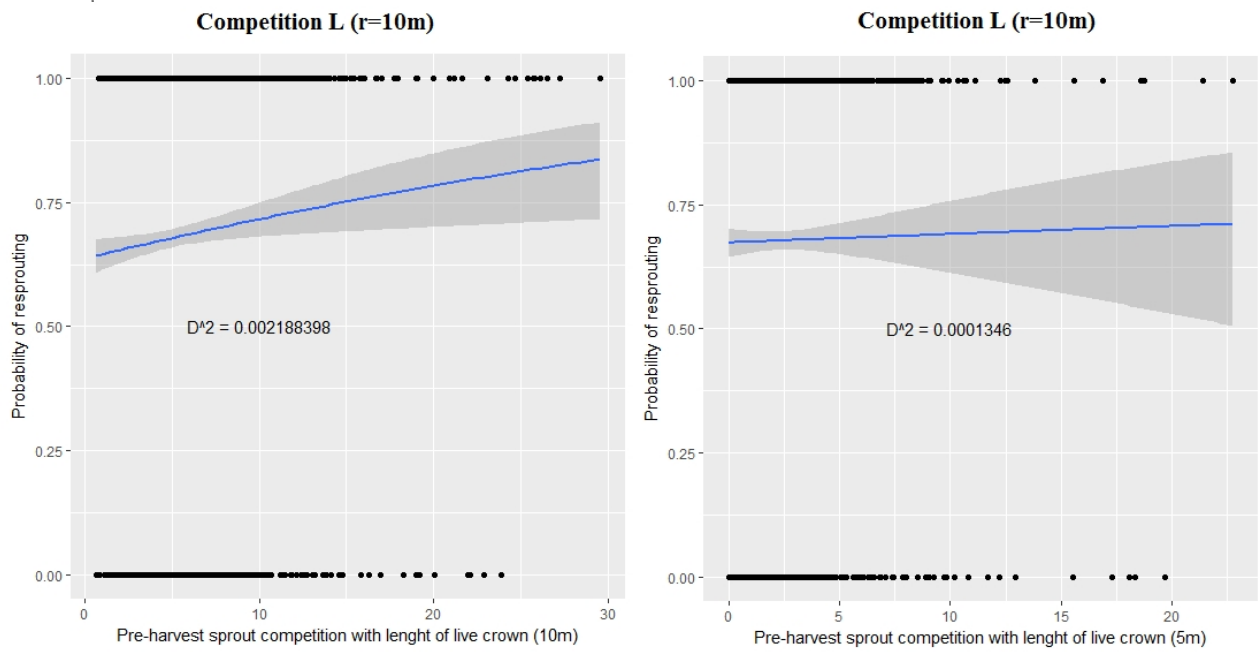 Competition L (r=10m)
1.00
0.75
0.50
0.25
0.00
Probability of resprouting
D^2 = 0.002188398
0
10
20
30
Pre-harvest sprout competition with lenght of live crown (10m)
Competition L (r=10m)
1.00
0.75
0.50
0.25
0.00
Probability of resprouting
D^2 = 0.0001346
0
5
10
15
20
Pre-harvest sprout competition with lenght of live crown (5m)